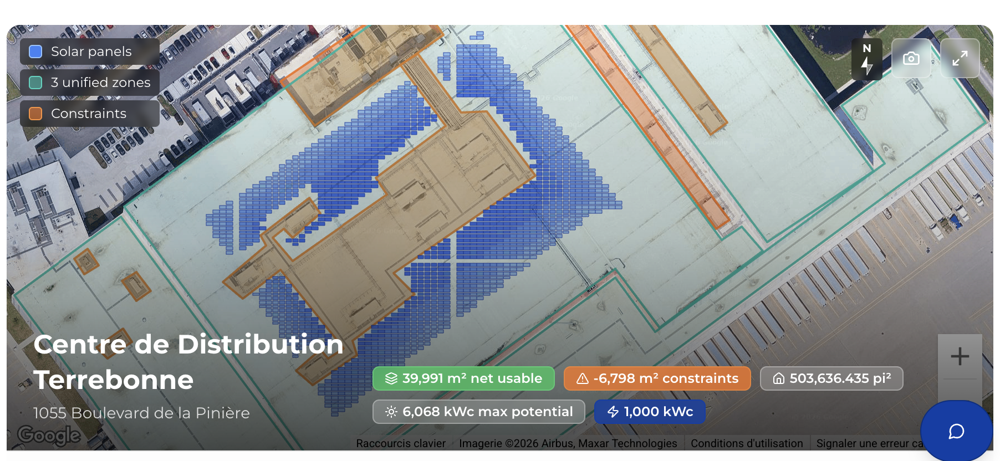 Solar panels
3 unified zones
Constraints
N
Centre de Distribution
Terrebonne
1055 Boulevard de la Pinière
39,991 m² net usable
-6,798 m² constraints
503,636.435 pi²
6,068 kWc max potential
1,000 kWc
Google
Raccourcis clavier
Imagerie ©2026 Airbus, Maxar Technologies
Conditions d'utilisation
Signaler une erreur